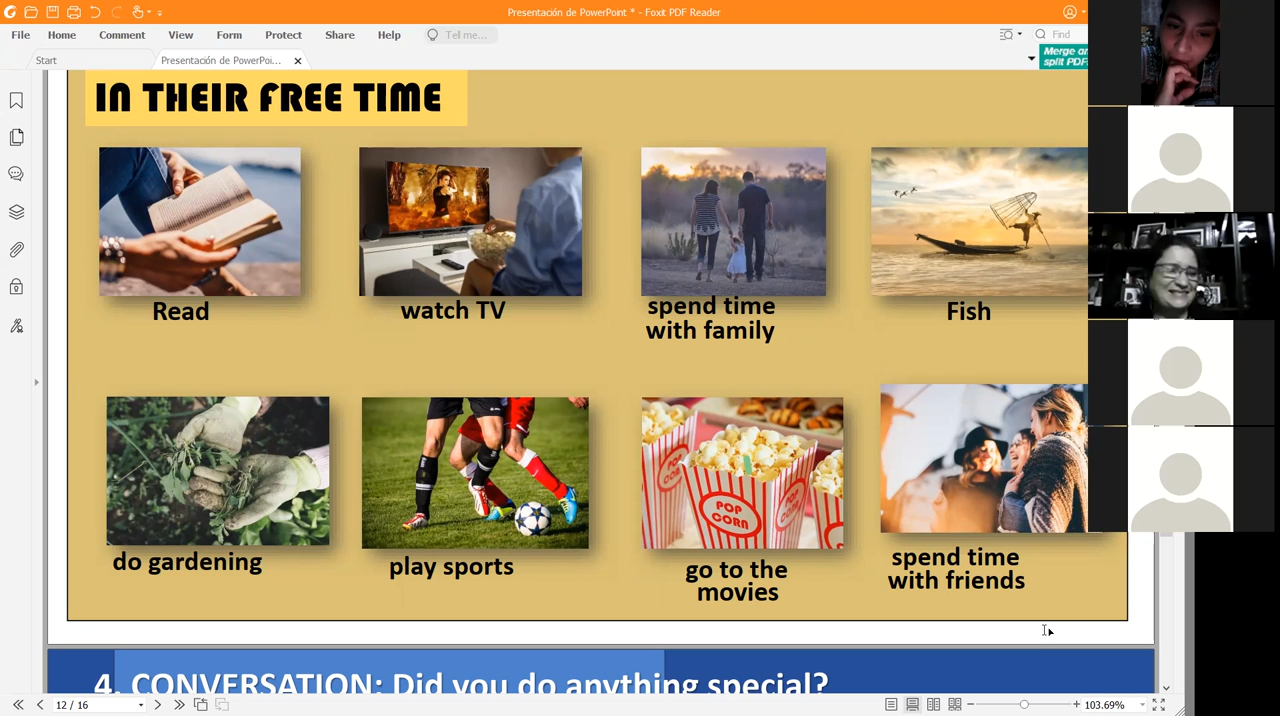 Presentación de PowerPoint * - Foxit PDF Reader
File Home Comment View Form Protect Share Help Tell me... Find
Start Presentación de PowerPoi... Merge an
split PDF
IN THEIR FREE TIME
Read watch TV spend time
with family
Fish
POP
CORN
do gardening play sports go to the
movies
spend time
with friends
4. CONVERSATION: Did you do anything special?
12 / 16 103.69%